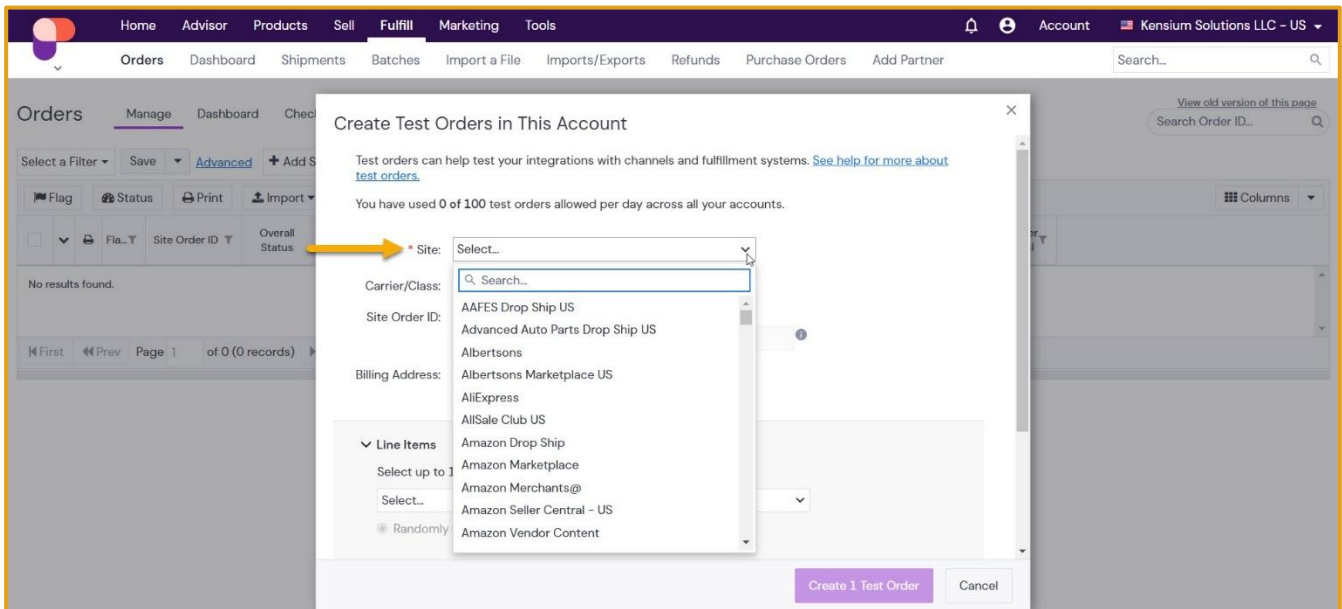 Home Advisor Products Sell Fulfill Marketing Tools Account Kensium Solutions LLC - US
Orders Dashboard Shipments Batches Import a File Imports/Exports Refunds Purchase Orders Add Partner Search...
View old version of this page
Orders Manage Dashboard Search Order ID...
Select a Filter Save Advanced + Add
Flag Status Print Import Columns
Fla... Site Order ID Overall Status
No results found.
First Prev Page 1 of 0 (0 records)
Create Test Orders in This Account
Test orders can help test your integrations with channels and fulfillment systems. See help for more about
test orders.
You have used 0 of 100 test orders allowed per day across all your accounts.
* Site: Select...
Search...
Carrier/Class:
Site Order ID:
Billing Address:
AAFES Drop Ship US
Advanced Auto Parts Drop Ship US
Albertsons
Albertsons Marketplace US
AliExpress
AllSale Club US
Amazon Drop Ship
Amazon Marketplace
Amazon Merchants@
Amazon Seller Central - US
Amazon Vendor Content
Line Items
Select up to
Select...
Randomly
Create 1 Test Order Cancel